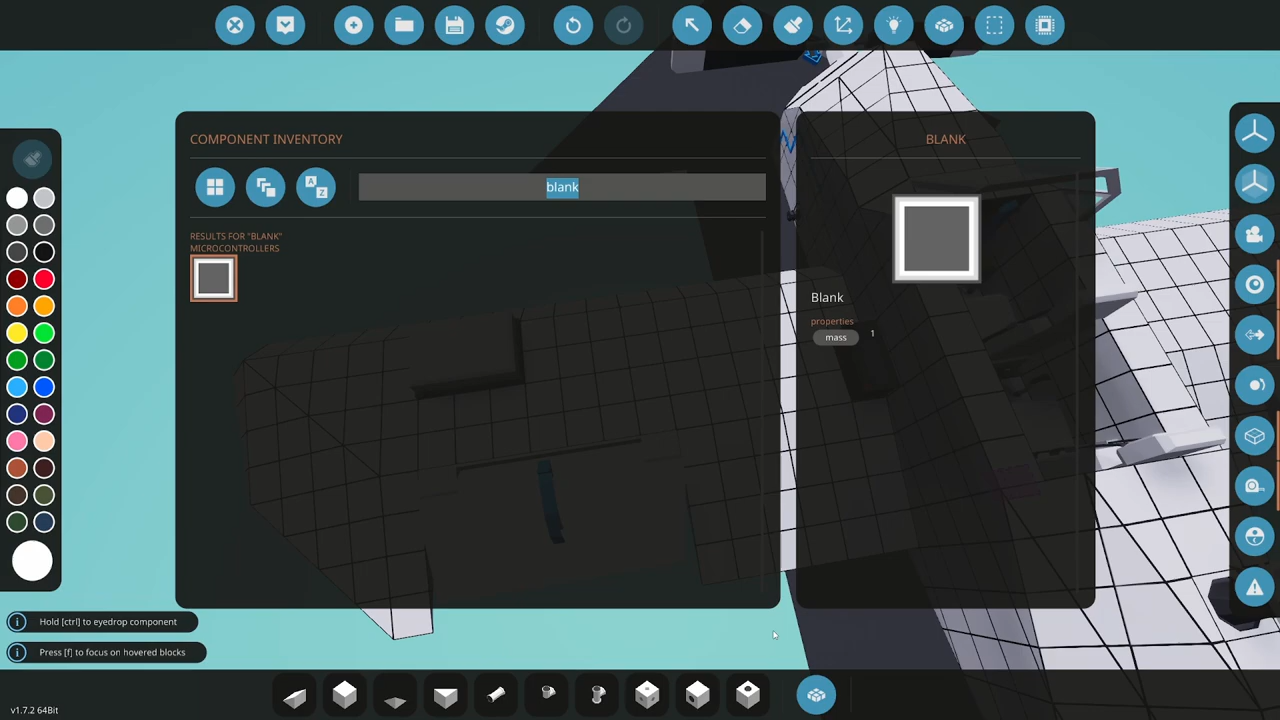 COMPONENT INVENTORY
BLANK
A
Z
blank
RESULTS FOR "BLANK"
MICROCONTROLLERS
Blank
properties
mass 1
Hold [ctrl] to eyedrop component
Press [f] to focus on hovered blocks
v1.7.2 64Bit